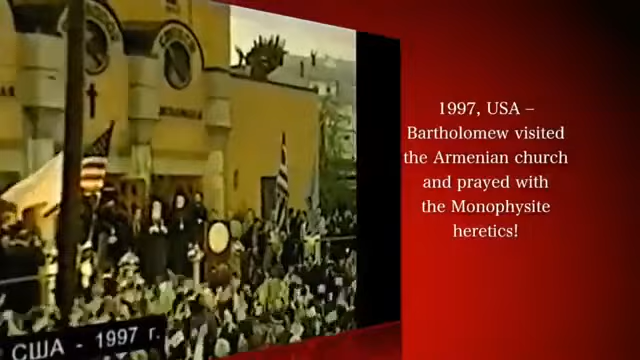 1997, USA –
Bartholomew visited
the Armenian church
and prayed with
the Monophysite
heretics!
США - 1997 г.